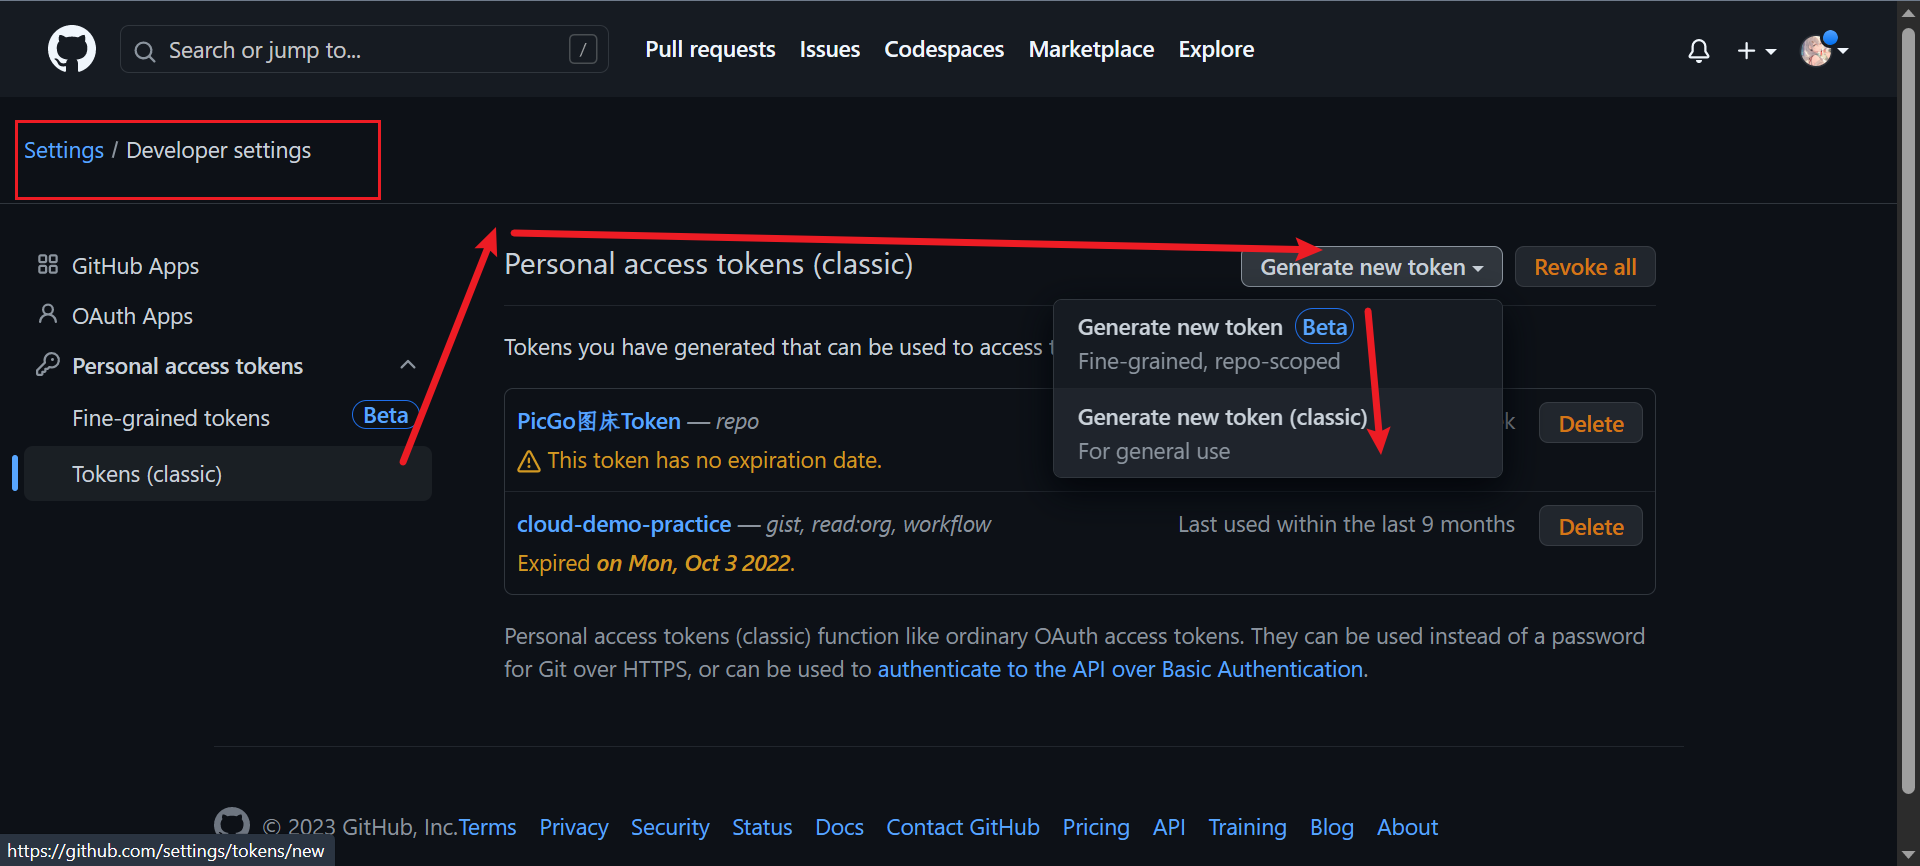 Search or jump to...
/
Pull requests
Issues
Codespaces
Marketplace
Explore
Settings / Developer settings
GitHub Apps
OAuth Apps
Personal access tokens
Fine-grained tokens
Beta
Tokens (classic)
Personal access tokens (classic)
Generate new token
Revoke all
Tokens you have generated that can be used to access
Generate new token Beta
Fine-grained, repo-scoped
Generate new token (classic)
For general use
PicGo图床Token — repo
k
Delete
This token has no expiration date.
cloud-demo-practice — gist, read:org, workflow
Last used within the last 9 months
Delete
Expired on Mon, Oct 3 2022.
Personal access tokens (classic) function like ordinary OAuth access tokens. They can be used instead of a password
for Git over HTTPS, or can be used to authenticate to the API over Basic Authentication.
© 2023 GitHub, Inc.
Terms
Privacy
Security
Status
Docs
Contact GitHub
Pricing
API
Training
Blog
About
https://github.com/settings/tokens/new